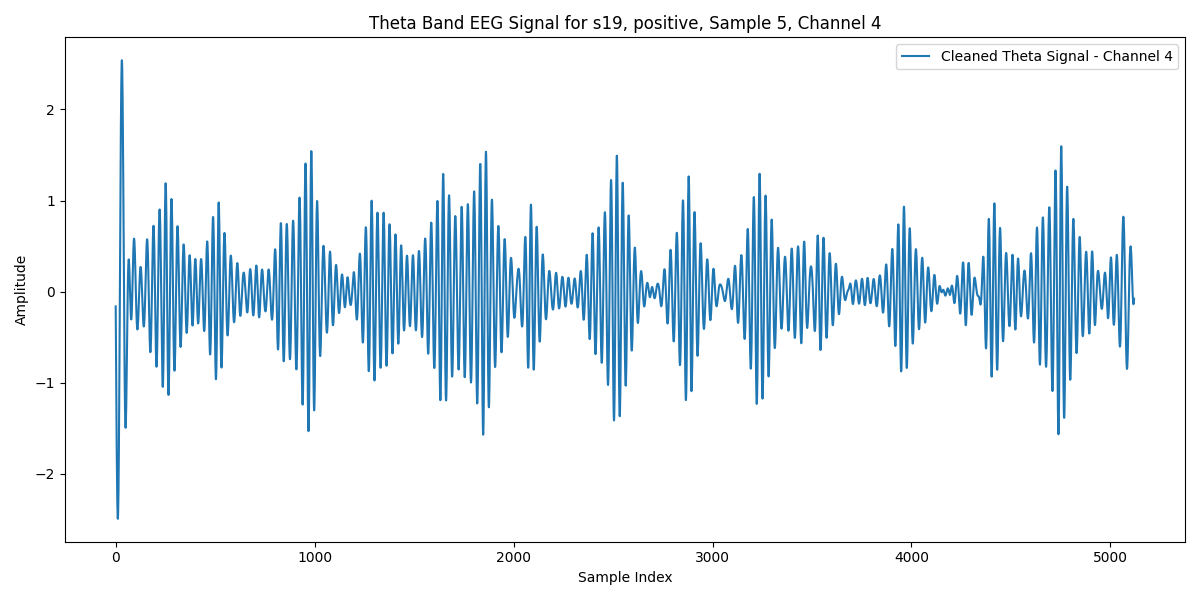 Theta Band EEG Signal for s19, positive, Sample 5, Channel 4
Cleaned Theta Signal - Channel 4
Amplitude
2
1
0
−1
−2
0 1000 2000 3000 4000 5000
Sample Index